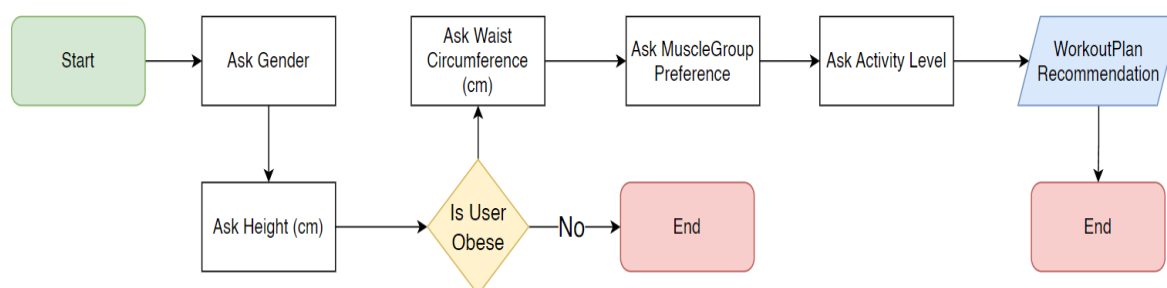 Start
Ask Gender
Ask Waist
Circumference
(cm)
Ask MuscleGroup
Preference
Ask Activity Level
WorkoutPlan
Recommendation
Ask Height (cm)
Is User
Obese
No
End
End